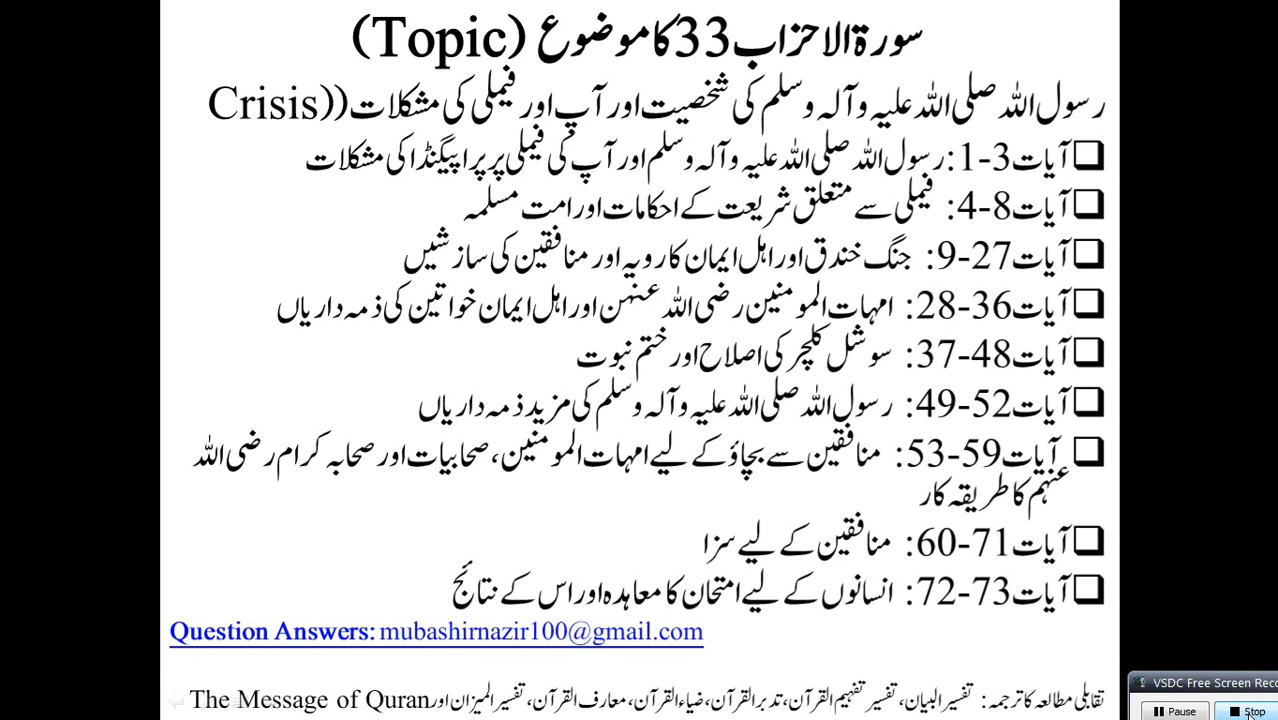 سورۃ الاحزاب 33 کا موضوع (Topic)
رسول اللہ صلی اللہ علیہ وآلہ وسلم کی شخصیت اور آپ اور فیملی کی مشکلات ((Crisis
❑ آیات 1-3: رسول اللہ صلی اللہ علیہ وآلہ وسلم اور آپ کی فیملی پر پراپیگنڈا کی مشکلات
❑ آیات 4-8: فیملی سے متعلق شریعت کے احکامات اور امت مسلمہ
❑ آیات 9-27: جنگ خندق اور اہل ایمان کا رویہ اور منافقین کی سازشیں
❑ آیات 28-36: امہات المومنین رضی اللہ عنہن اور اہل ایمان خواتین کی ذمہ داریاں
❑ آیات 37-48: سوشل کلچر کی اصلاح اور ختم نبوت
❑ آیات 49-52: رسول اللہ صلی اللہ علیہ وآلہ وسلم کی مزید ذمہ داریاں
❑ آیات 53-59: منافقین سے بچاؤ کے لیے امہات المومنین، صحابیات اور صحابہ کرام رضی اللہ
عنہم کا طریقہ کار
❑ آیات 60-71: منافقین کے لیے سزا
❑ آیات 72-73: انسانوں کے لیے امتحان کا معاہدہ اور اس کے نتائج
Question Answers: mubashirnazir100@gmail.com
تقابلی مطالعہ کا ترجمہ: تفسیر البیان، تفسیر تفہیم القرآن، تدبر القرآن، ضیاء القرآن، معارف القرآن، تفسیر المیزان اور The Message of Quran
VSDC Free Screen Reco
Pause Stop